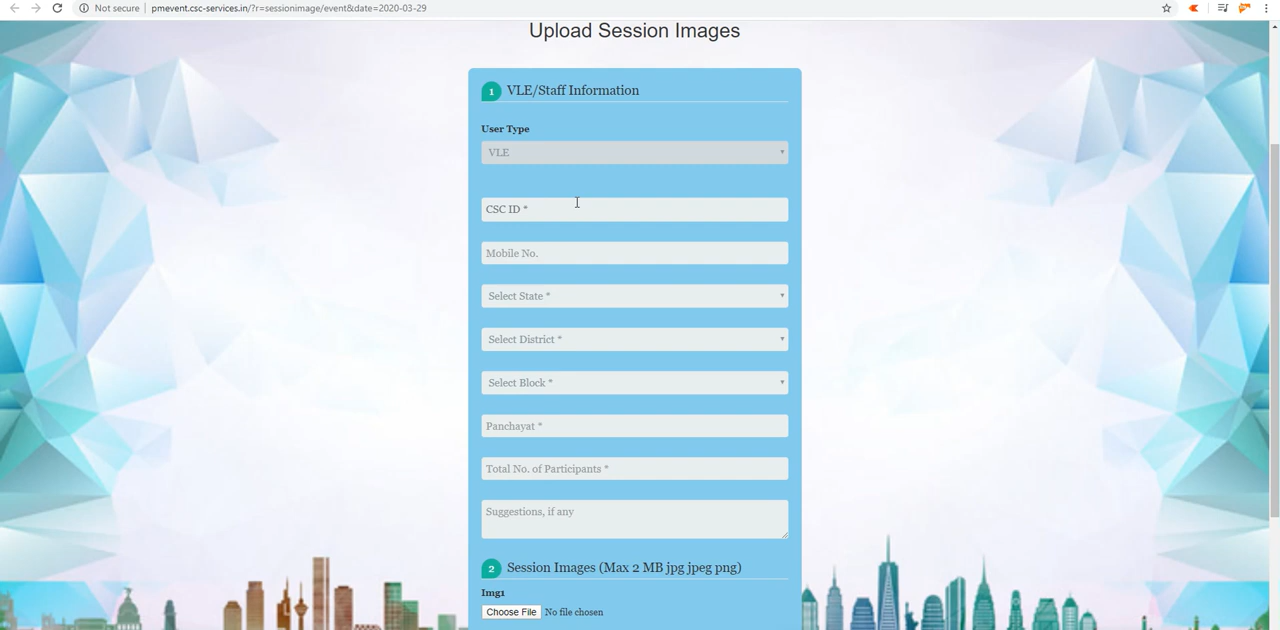 Not secure | pmevent.csc-services.in/?r=sessionimage/event&date=2020-03-29
Upload Session Images
1 VLE/Staff Information
User Type
VLE
CSC ID *
Mobile No.
Select State *
Select District *
Select Block *
Panchayat *
Total No. of Participants *
Suggestions, if any
2 Session Images (Max 2 MB jpg jpeg png)
Img1
Choose File No file chosen